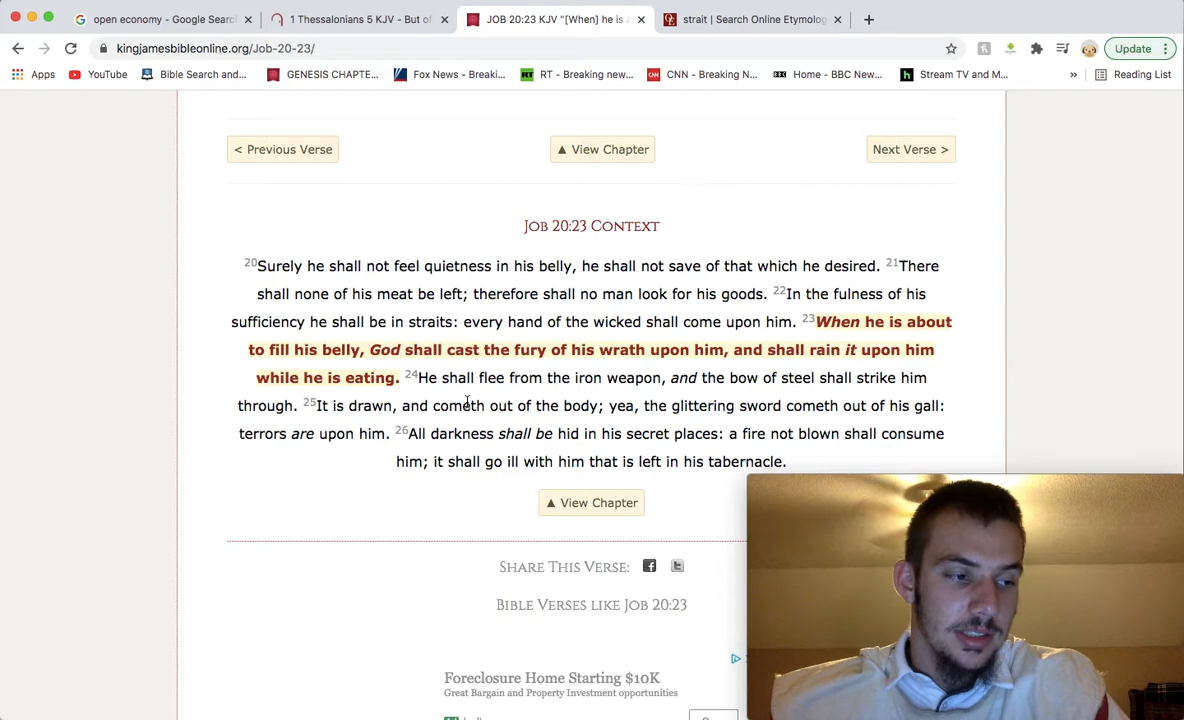 open economy - Google Search
1 Thessalonians 5 KJV - But of
JOB 20:23 KJV "[When] he is a
strait | Search Online Etymolog
kingjamesbibleonline.org/Job-20-23/
Update
Apps
YouTube
Bible Search and...
GENESIS CHAPTE...
Fox News - Breaki...
RT - Breaking new...
CNN - Breaking N...
Home - BBC New...
Stream TV and M...
»
Reading List
< Previous Verse
▲ View Chapter
Next Verse >
Job 20:23 Context
20Surely he shall not feel quietness in his belly, he shall not save of that which he desired. 21There
shall none of his meat be left; therefore shall no man look for his goods. 22In the fulness of his
sufficiency he shall be in straits: every hand of the wicked shall come upon him. 23When he is about
to fill his belly, God shall cast the fury of his wrath upon him, and shall rain it upon him
while he is eating. 24He shall flee from the iron weapon, and the bow of steel shall strike him
through. 25It is drawn, and cometh out of the body; yea, the glittering sword cometh out of his gall:
terrors are upon him. 26All darkness shall be hid in his secret places: a fire not blown shall consume
him; it shall go ill with him that is left in his tabernacle.
▲ View Chapter
Share This Verse:
Bible Verses like Job 20:23
Foreclosure Home Starting $10K
Great Bargain and Property Investment opportunities